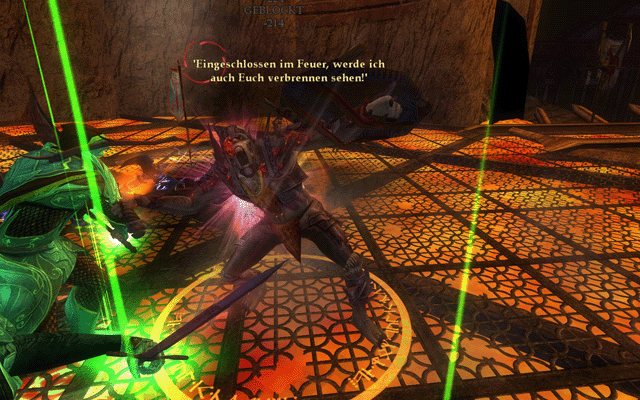 GEBLOCKT
-214
'Eingeschlossen im Feuer, werde ich
auch Euch verbrennen sehen!'